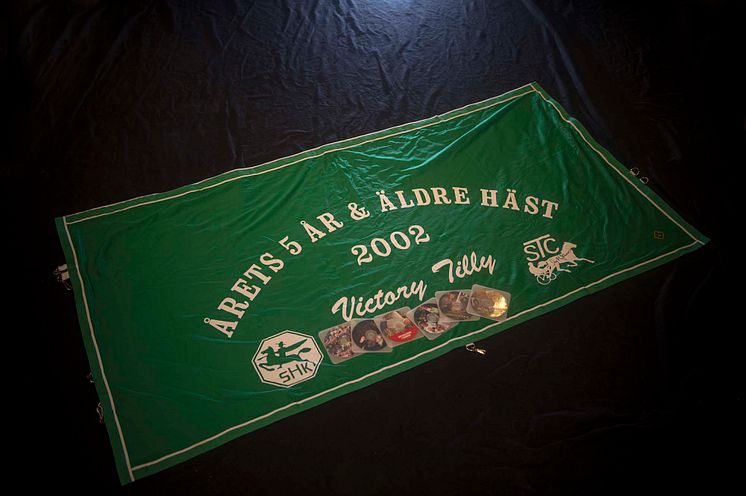 ÅRETS 5 ÅR & ÄLDRE HÄST
2002
Victory Tilly
STC
SHK